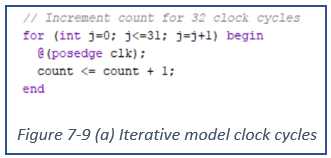 // Increment count for 32 clock cycles
for (int j=0; j<=31; j=j+1) begin
@(posedge clk);
count <= count + 1;
end
Figure 7-9 (a) Iterative model clock cycles